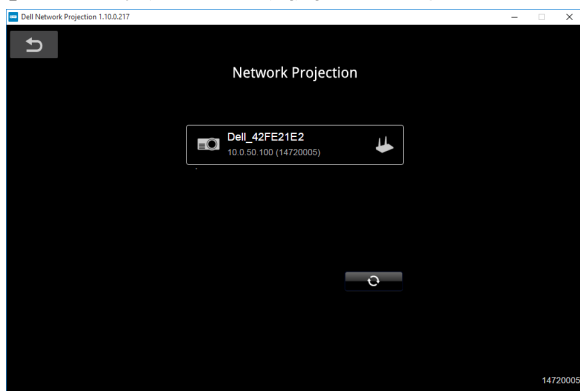 Dell Network Projection 1.10.0.217
Network Projection
Dell_42FE21E2
10.0.50.100 (14720005)
14720005